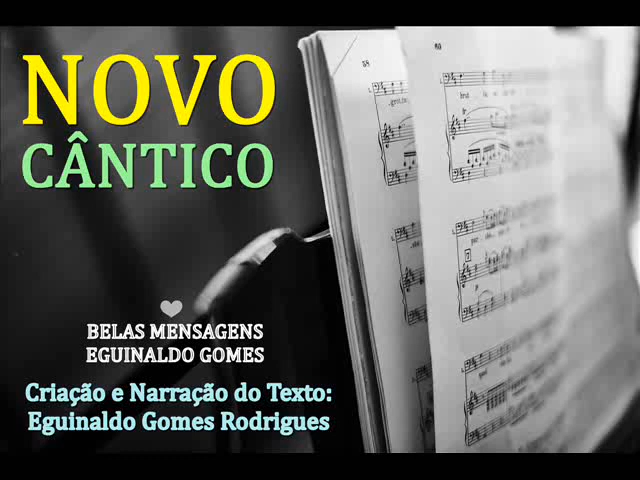 NOVO
CÂNTICO
BELAS MENSAGENS
EGUINALDO GOMES
Criação e Narração do Texto:
Eguinaldo Gomes Rodrigues